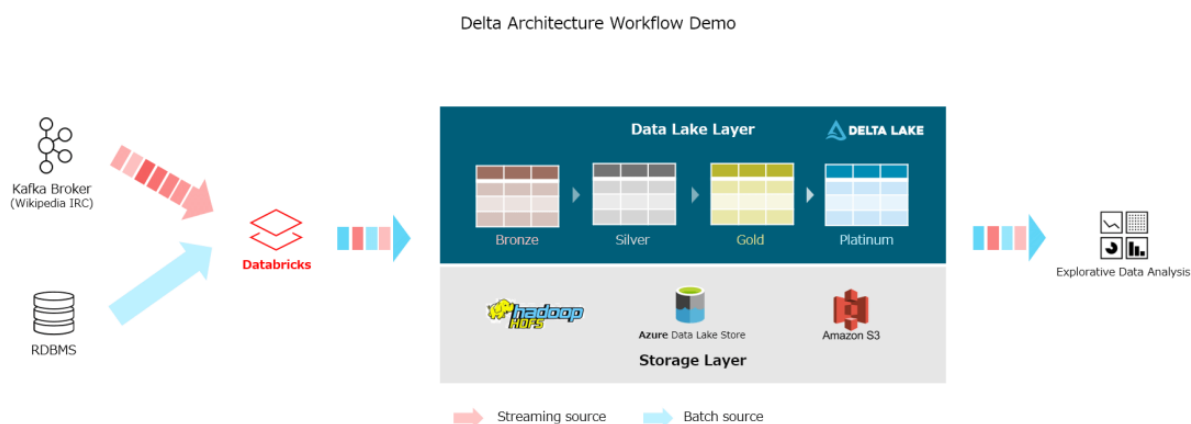 Delta Architecture Workflow Demo
Kafka Broker
(Wikipedia IRC)
RDBMS
Databricks
Data Lake Layer
DELTA LAKE
Bronze
Silver
Gold
Platinum
hadoop
HDFS
Azure Data Lake Store
Amazon S3
Storage Layer
Explorative Data Analysis
Streaming source
Batch source